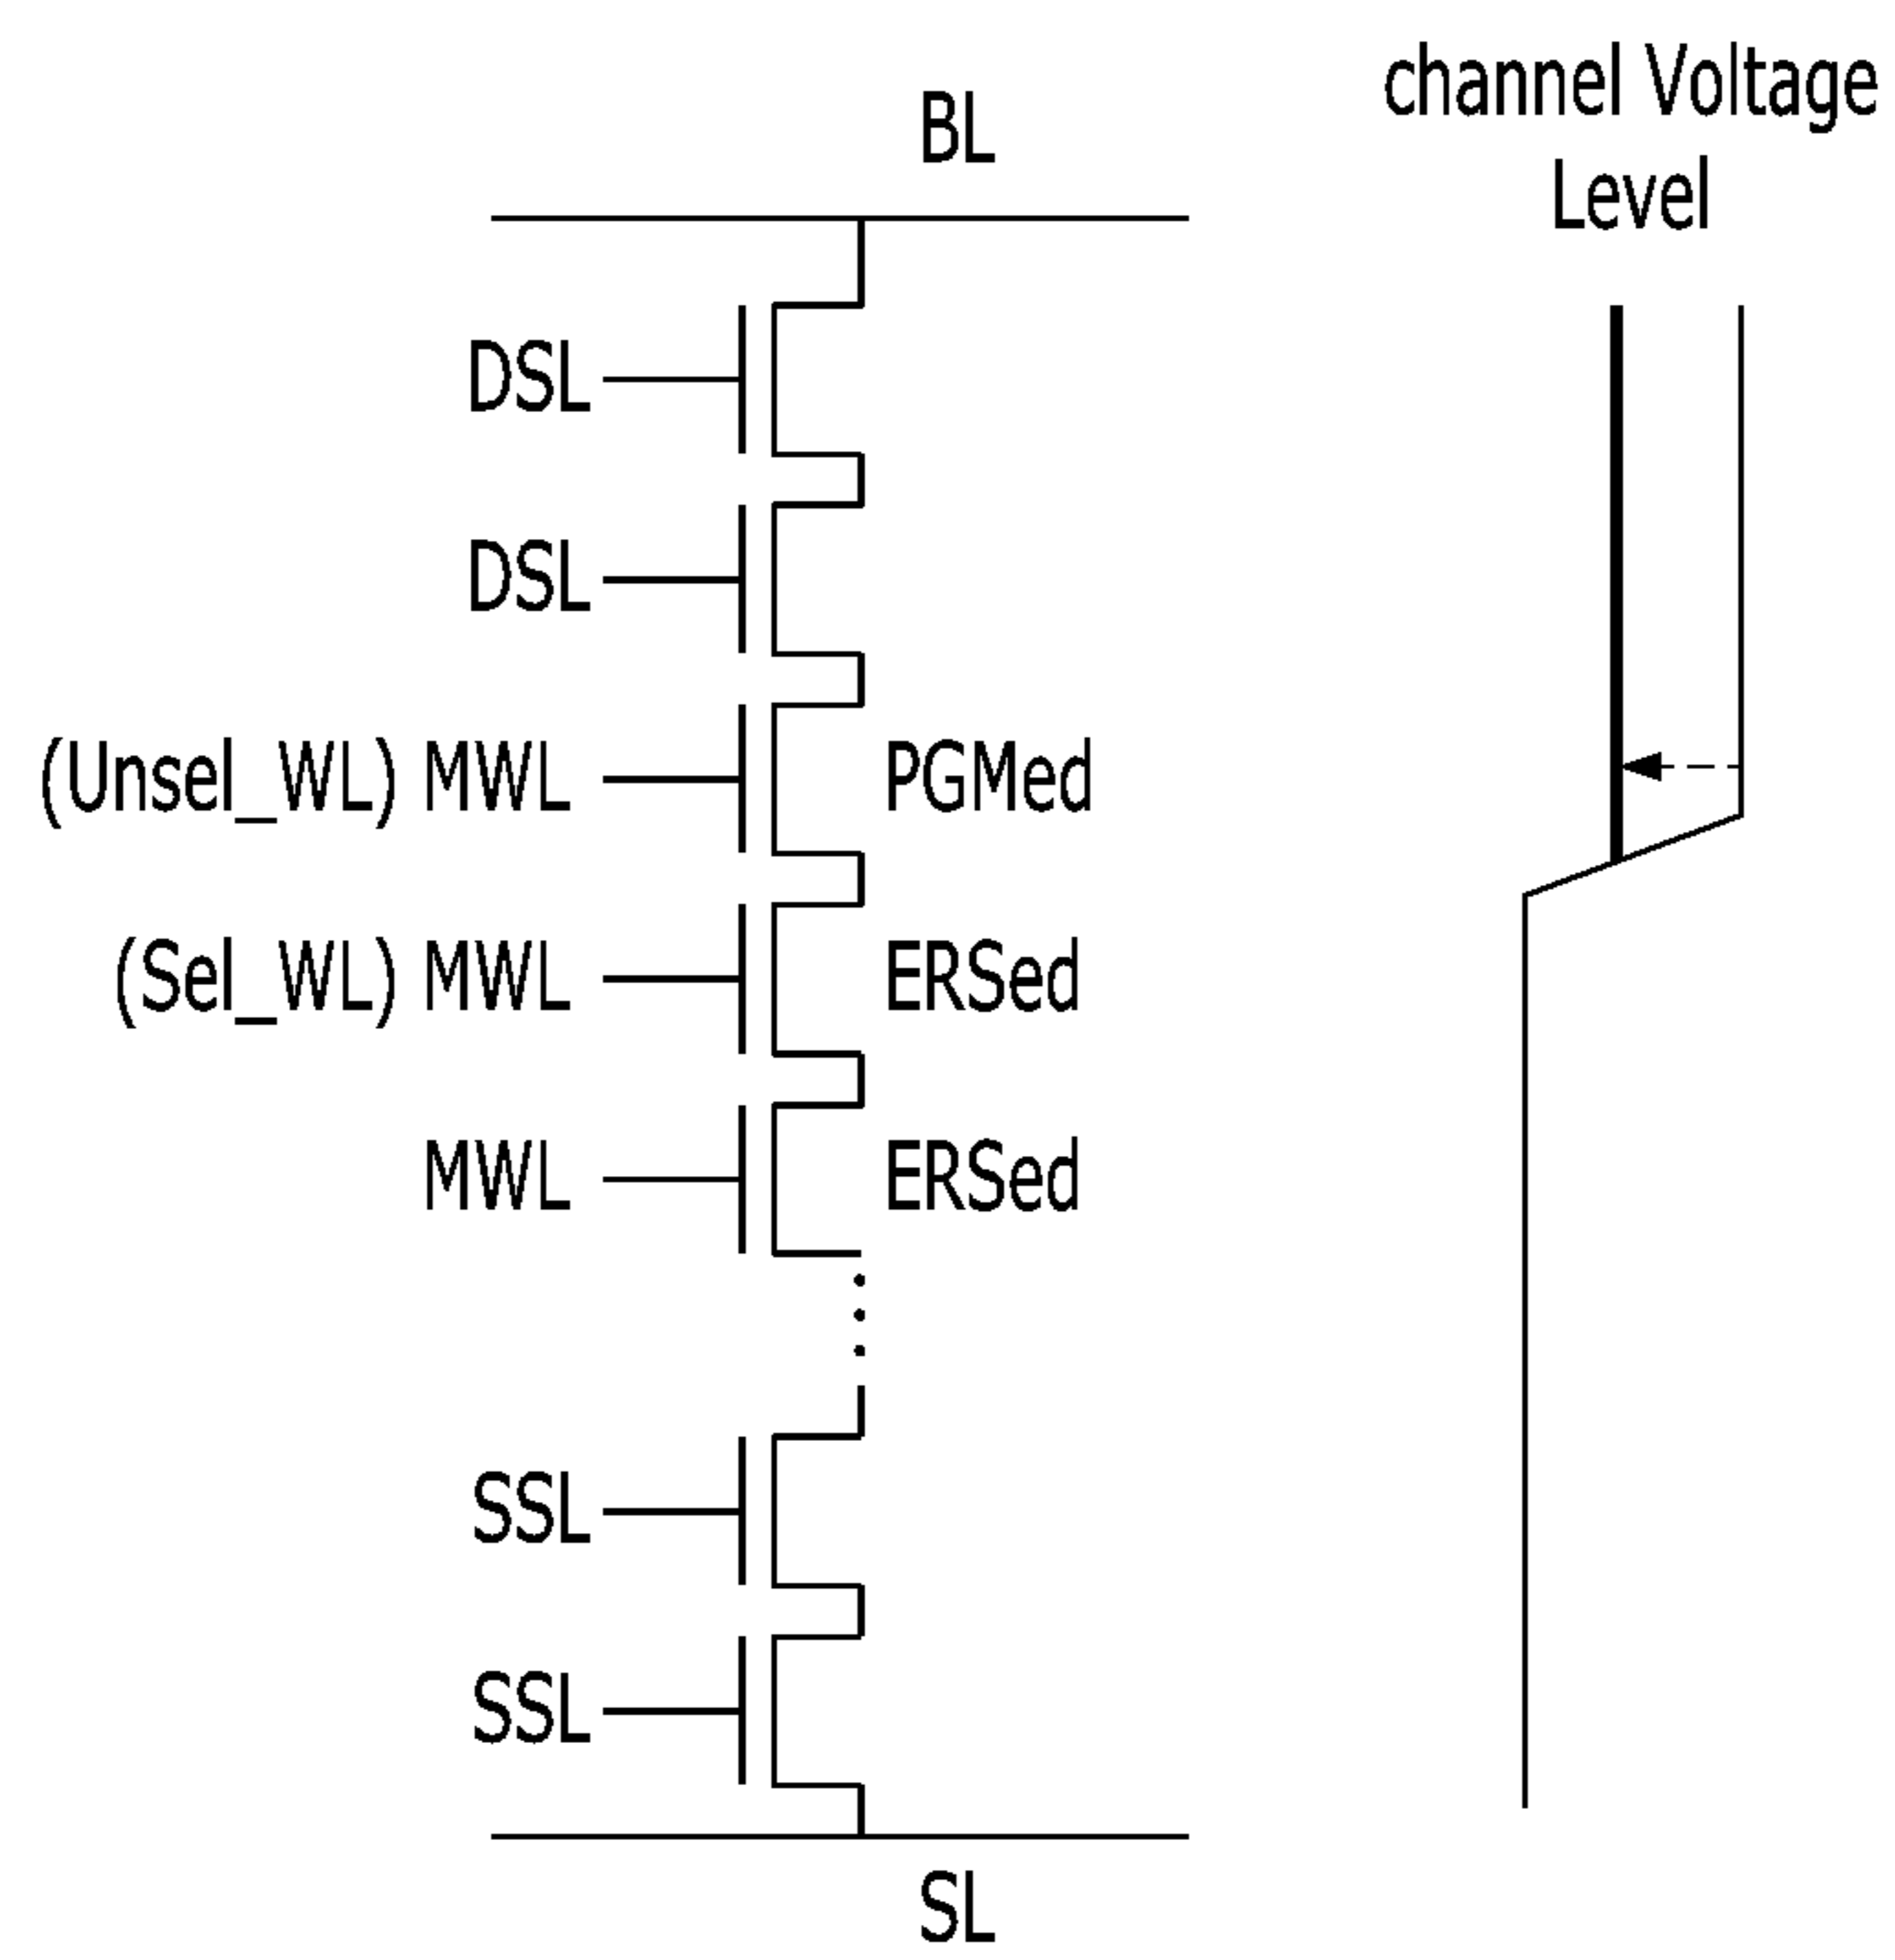 channel Voltage
Level
BL
DSL
DSL
(Unsel_WL) MWL PGMed
(Sel_WL) MWL ERSed
MWL ERSed
SSL
SSL
SL